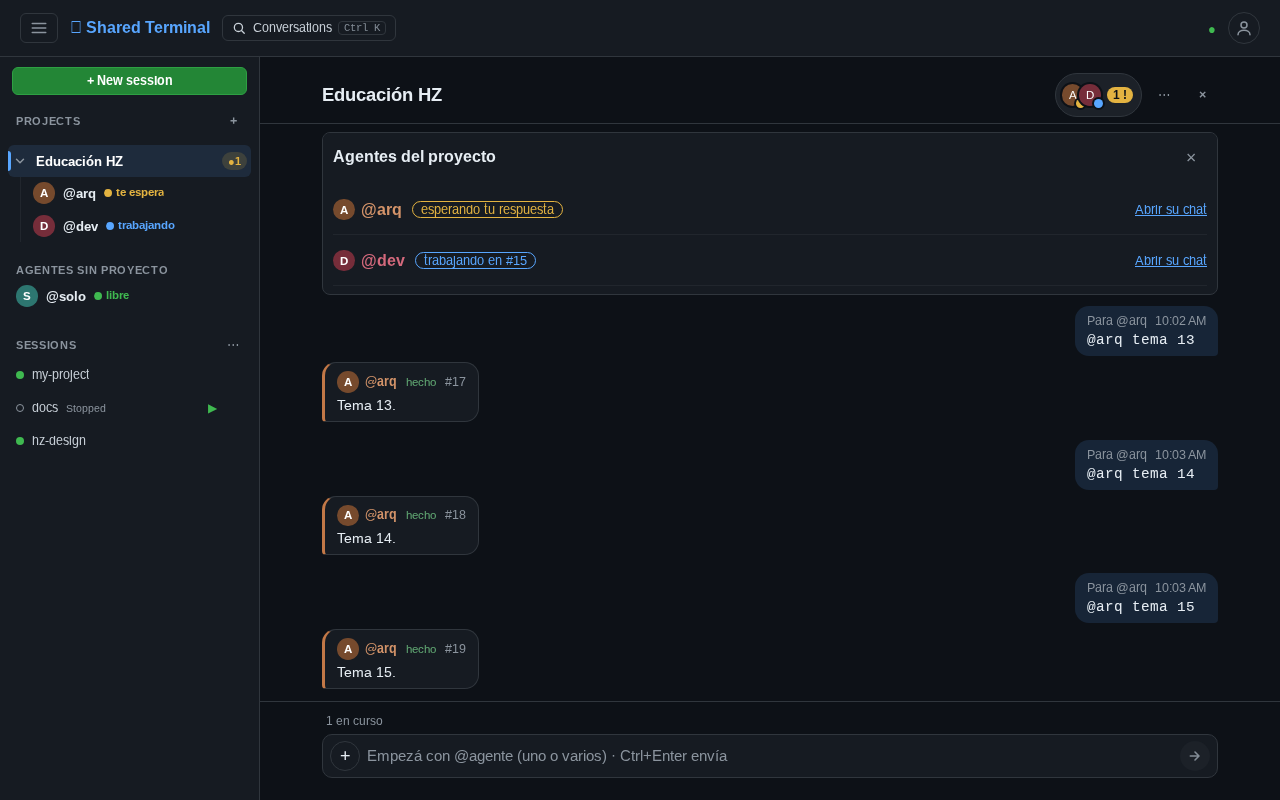 Shared Terminal
Conversations Ctrl K
+ New session
PROJECTS +
Educación HZ ●1
A @arq te espera
D @dev trabajando
AGENTES SIN PROYECTO
S @solo libre
SESSIONS ···
my-project
docs Stopped
hz-design
Educación HZ
A D 1 ! ··· ×
Agentes del proyecto ×
A @arq esperando tu respuesta Abrir su chat
D @dev trabajando en #15 Abrir su chat
Para @arq 10:02 AM
@arq tema 13
A @arq hecho #17
Tema 13.
Para @arq 10:03 AM
@arq tema 14
A @arq hecho #18
Tema 14.
Para @arq 10:03 AM
@arq tema 15
A @arq hecho #19
Tema 15.
1 en curso
+ Empezá con @agente (uno o varios) · Ctrl+Enter envía